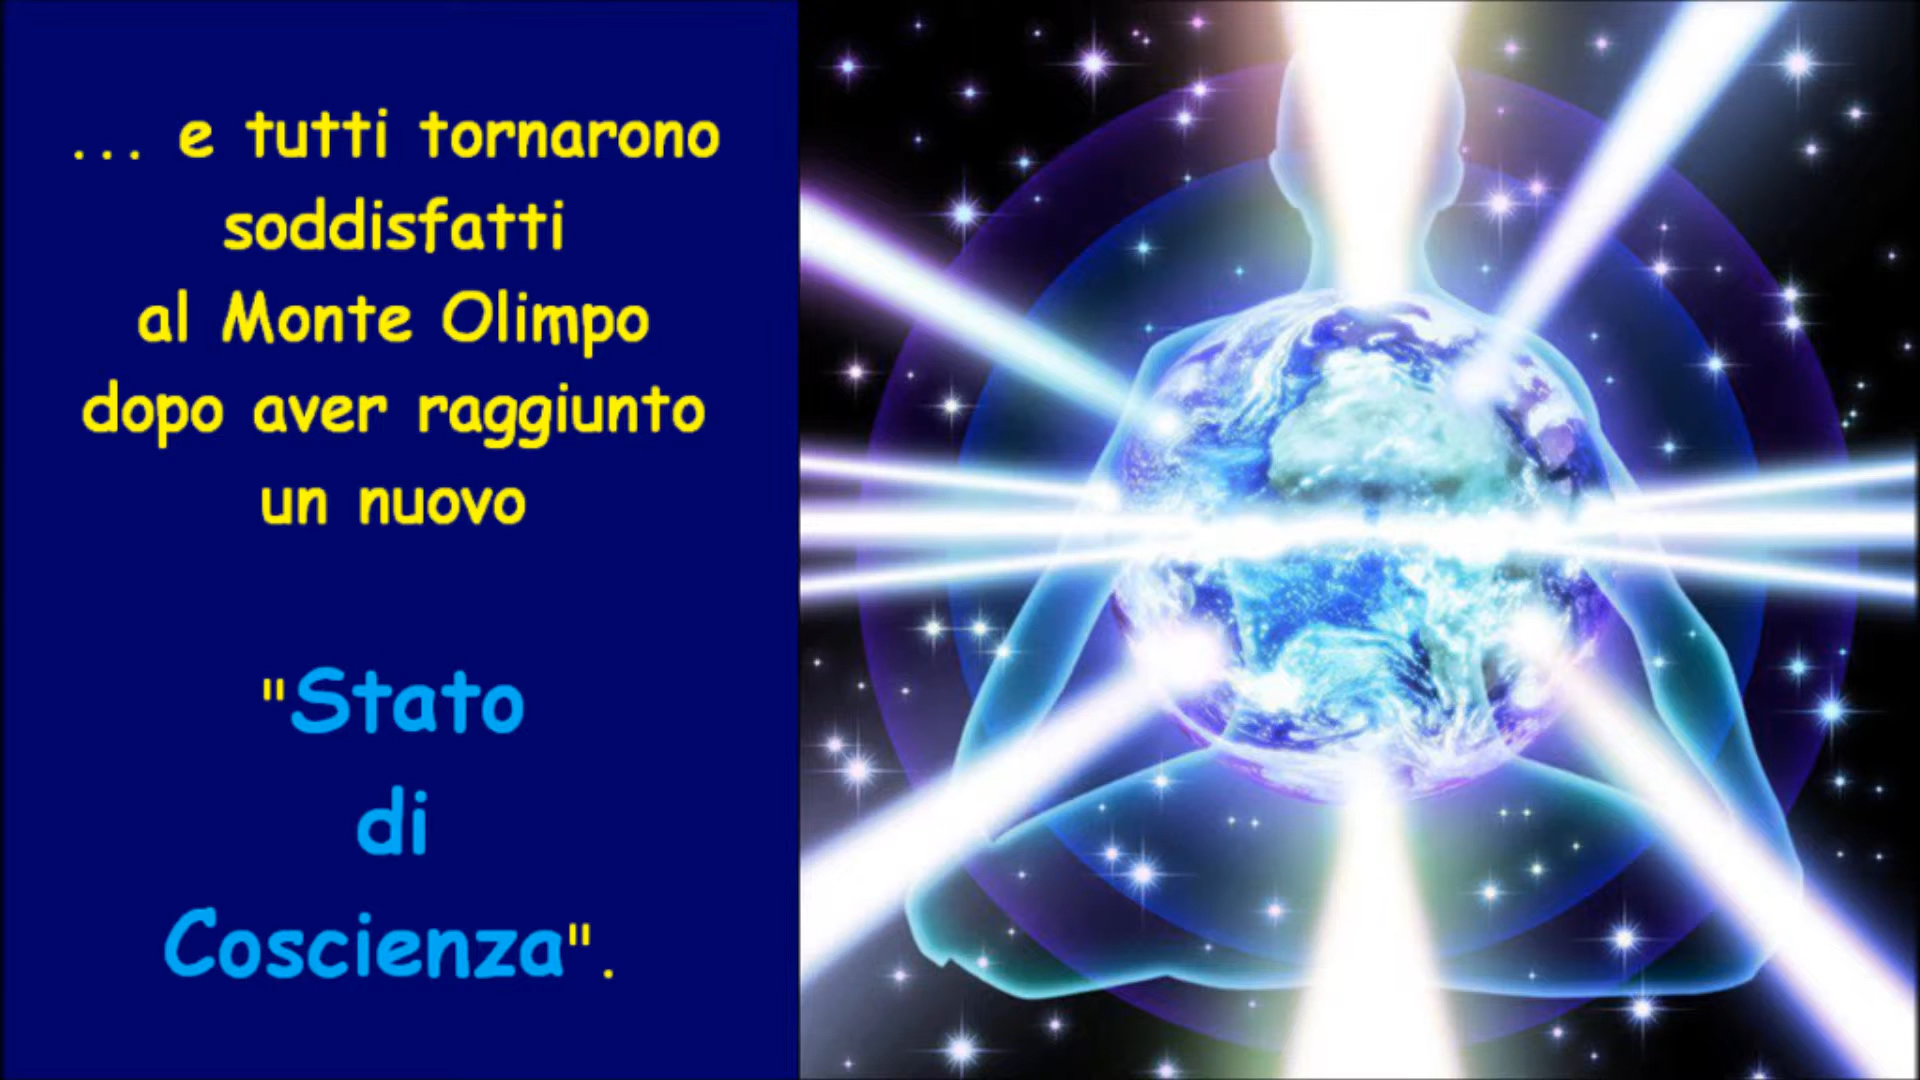 ... e tutti tornarono
soddisfatti
al Monte Olimpo
dopo aver raggiunto
un nuovo
"Stato
di
Coscienza".